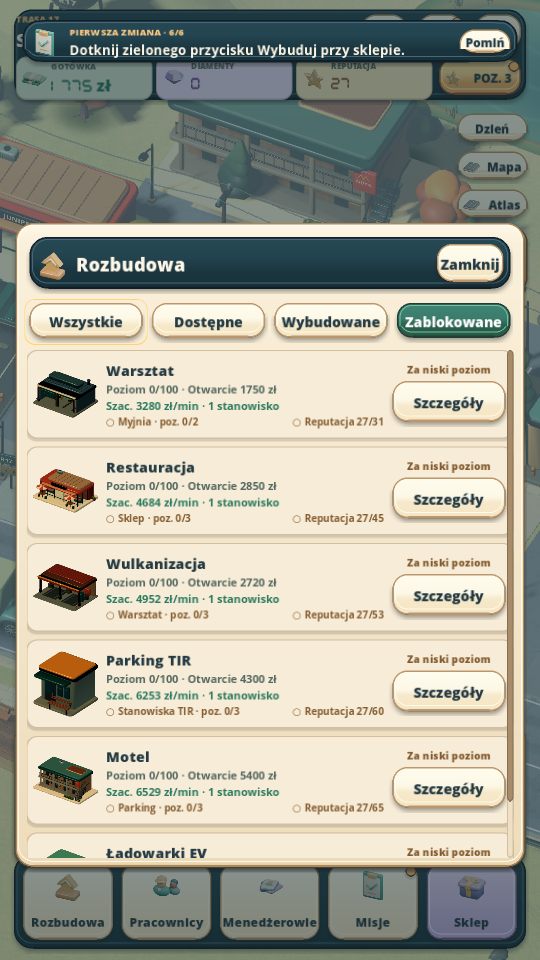 TRASA 17
PIERWSZA ZMIANA · 6/6
Dotknij zielonego przycisku Wybuduj przy sklepie.
Pomiń
GOTÓWKA
1 775 zł
DIAMENTY
0
REPUTACJA
27
POZ. 3
Dzień
Mapa
Atlas
Rozbudowa
Zamknij
Wszystkie
Dostępne
Wybudowane
Zablokowane
Warsztat
Poziom 0/100 · Otwarcie 1750 zł
Szac. 3280 zł/min · 1 stanowisko
Myjnia · poz. 0/2
Reputacja 27/31
Za niski poziom
Szczegóły
Restauracja
Poziom 0/100 · Otwarcie 2850 zł
Szac. 4684 zł/min · 1 stanowisko
Sklep · poz. 0/3
Reputacja 27/45
Za niski poziom
Szczegóły
Wulkanizacja
Poziom 0/100 · Otwarcie 2720 zł
Szac. 4952 zł/min · 1 stanowisko
Warsztat · poz. 0/3
Reputacja 27/53
Za niski poziom
Szczegóły
Parking TIR
Poziom 0/100 · Otwarcie 4300 zł
Szac. 6253 zł/min · 1 stanowisko
Stanowiska TIR · poz. 0/3
Reputacja 27/60
Za niski poziom
Szczegóły
Motel
Poziom 0/100 · Otwarcie 5400 zł
Szac. 6529 zł/min · 1 stanowisko
Parking · poz. 0/3
Reputacja 27/65
Za niski poziom
Szczegóły
Ładowarki EV
Za niski poziom
Rozbudowa
Pracownicy
Menedżerowie
Misje
Sklep